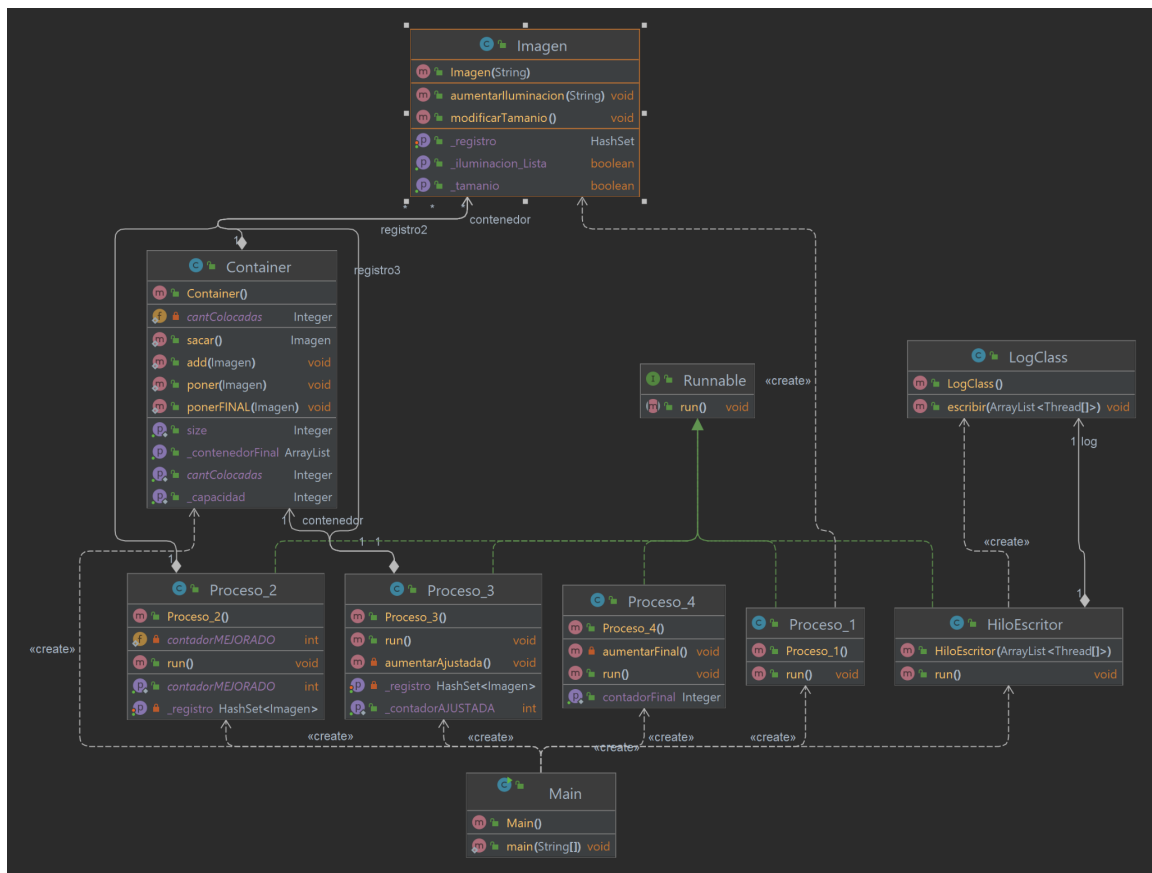 Imagen
Imagen(String)
aumentarIluminacion(String) void
modificarTamanio() void
_registro HashSet
_iluminacion_Lista boolean
_tamanio boolean
* * *
contenedor
registro2
1
registro3
Container
Container()
cantColocadas Integer
sacar() Imagen
add(Imagen) void
poner(Imagen) void
ponerFINAL(Imagen) void
size Integer
_contenedorFinal ArrayList
cantColocadas Integer
_capacidad Integer
Runnable
run() void
«create»
LogClass
LogClass()
escribir(ArrayList<Thread[]>) void
1 log
1 contenedor
1 1
«create»
1
1
Proceso_2
Proceso_2()
contadorMEJORADO int
run() void
contadorMEJORADO int
_registro HashSet<Imagen>
Proceso_3
Proceso_3()
run() void
aumentarAjustada() void
_registro HashSet<Imagen>
_contadorAJUSTADA int
Proceso_4
Proceso_4()
aumentarFinal() void
run() void
contadorFinal Integer
Proceso_1
Proceso_1()
run() void
HiloEscritor
HiloEscritor(ArrayList<Thread[]>)
run() void
«create»
«create» «create» «create» «create»
Main
Main()
main(String[]) void